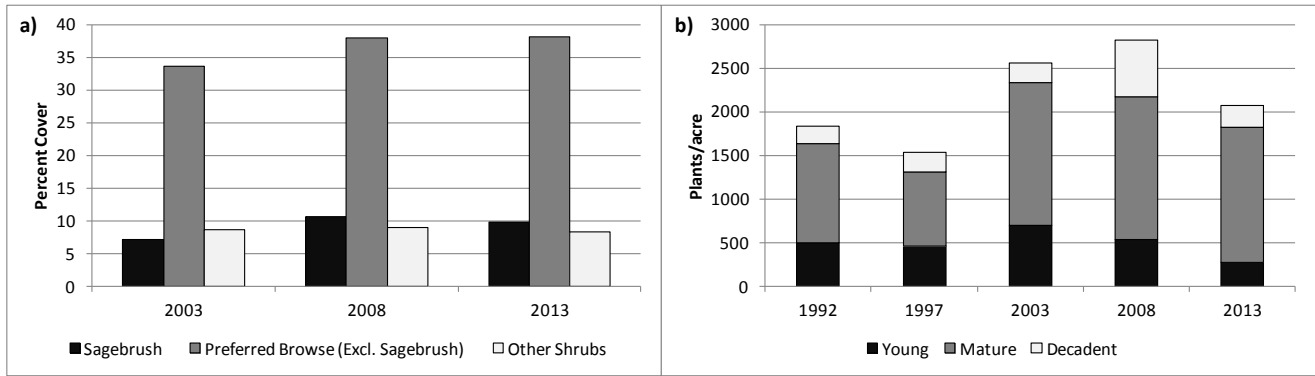 a)
Percent Cover
40
35
30
25
20
15
10
5
0
2003 2008 2013
Sagebrush Preferred Browse (Excl. Sagebrush) Other Shrubs
b)
Plants/acre
3000
2500
2000
1500
1000
500
0
1992 1997 2003 2008 2013
Young Mature Decadent